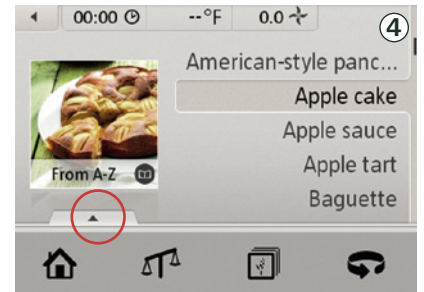 00:00 --°F 0.0 ④
American-style panc...
Apple cake
Apple sauce
Apple tart
Baguette
From A-Z